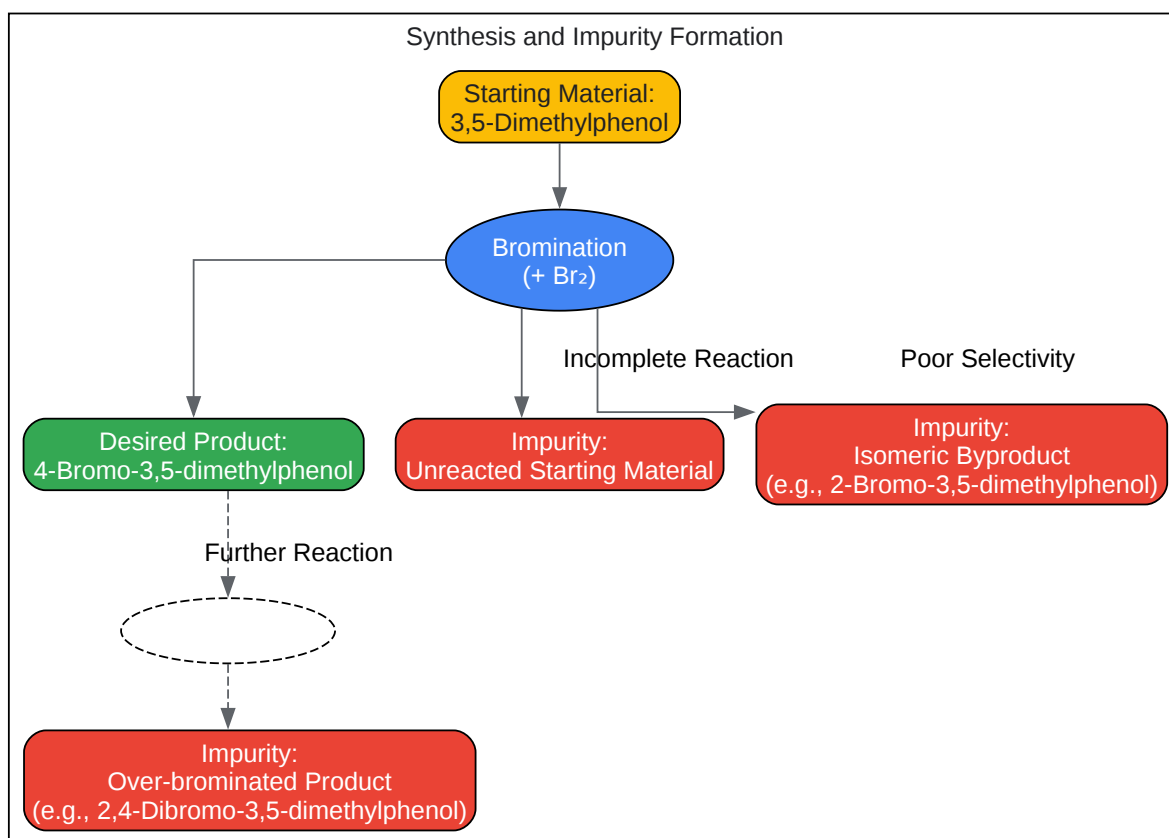 Synthesis and Impurity Formation
Starting Material:
3,5-Dimethylphenol
Bromination
(+ Br₂)
Incomplete Reaction
Poor Selectivity
Desired Product:
4-Bromo-3,5-dimethylphenol
Impurity:
Unreacted Starting Material
Impurity:
Isomeric Byproduct
(e.g., 2-Bromo-3,5-dimethylphenol)
Further Reaction
Impurity:
Over-brominated Product
(e.g., 2,4-Dibromo-3,5-dimethylphenol)